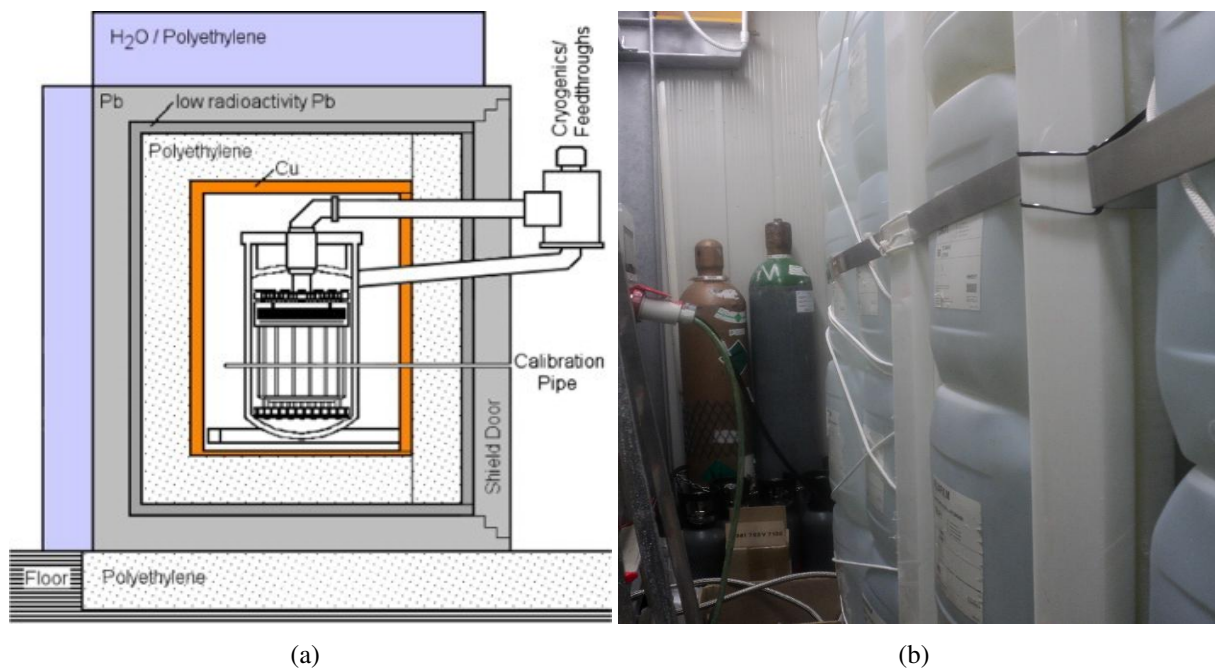 H2O / Polyethylene
Pb
low radioactivity Pb
Polyethylene
Cu
Cryogenics/
Feedthroughs
Calibration
Pipe
Shield Door
Floor
Polyethylene
(a)
(b)